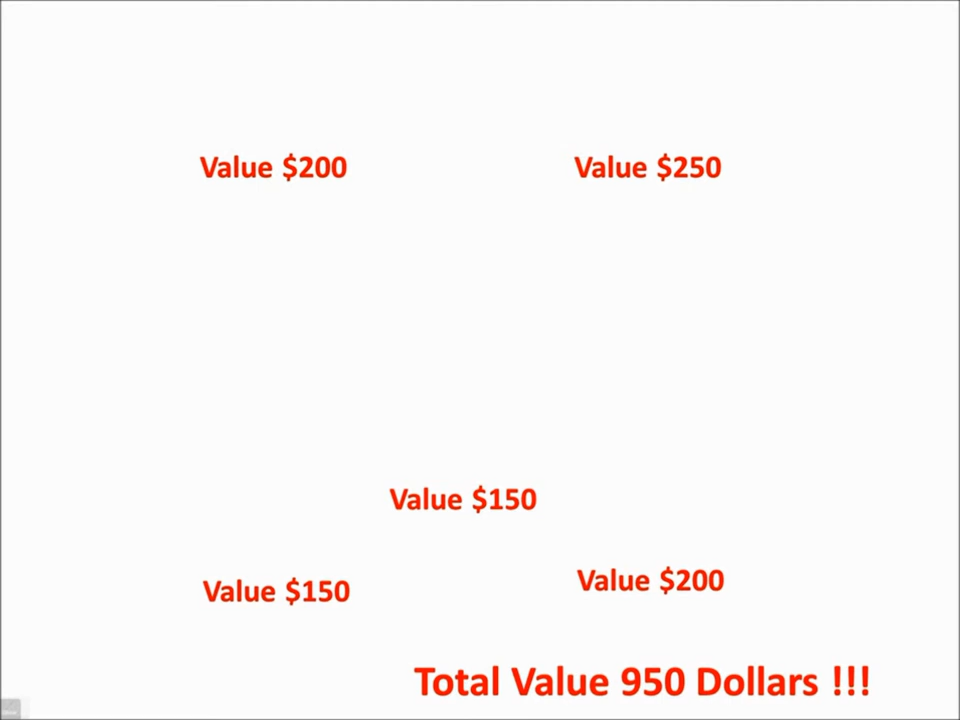 Value $200
Value $250
Value $150
Value $150
Value $200
Total Value 950 Dollars !!!